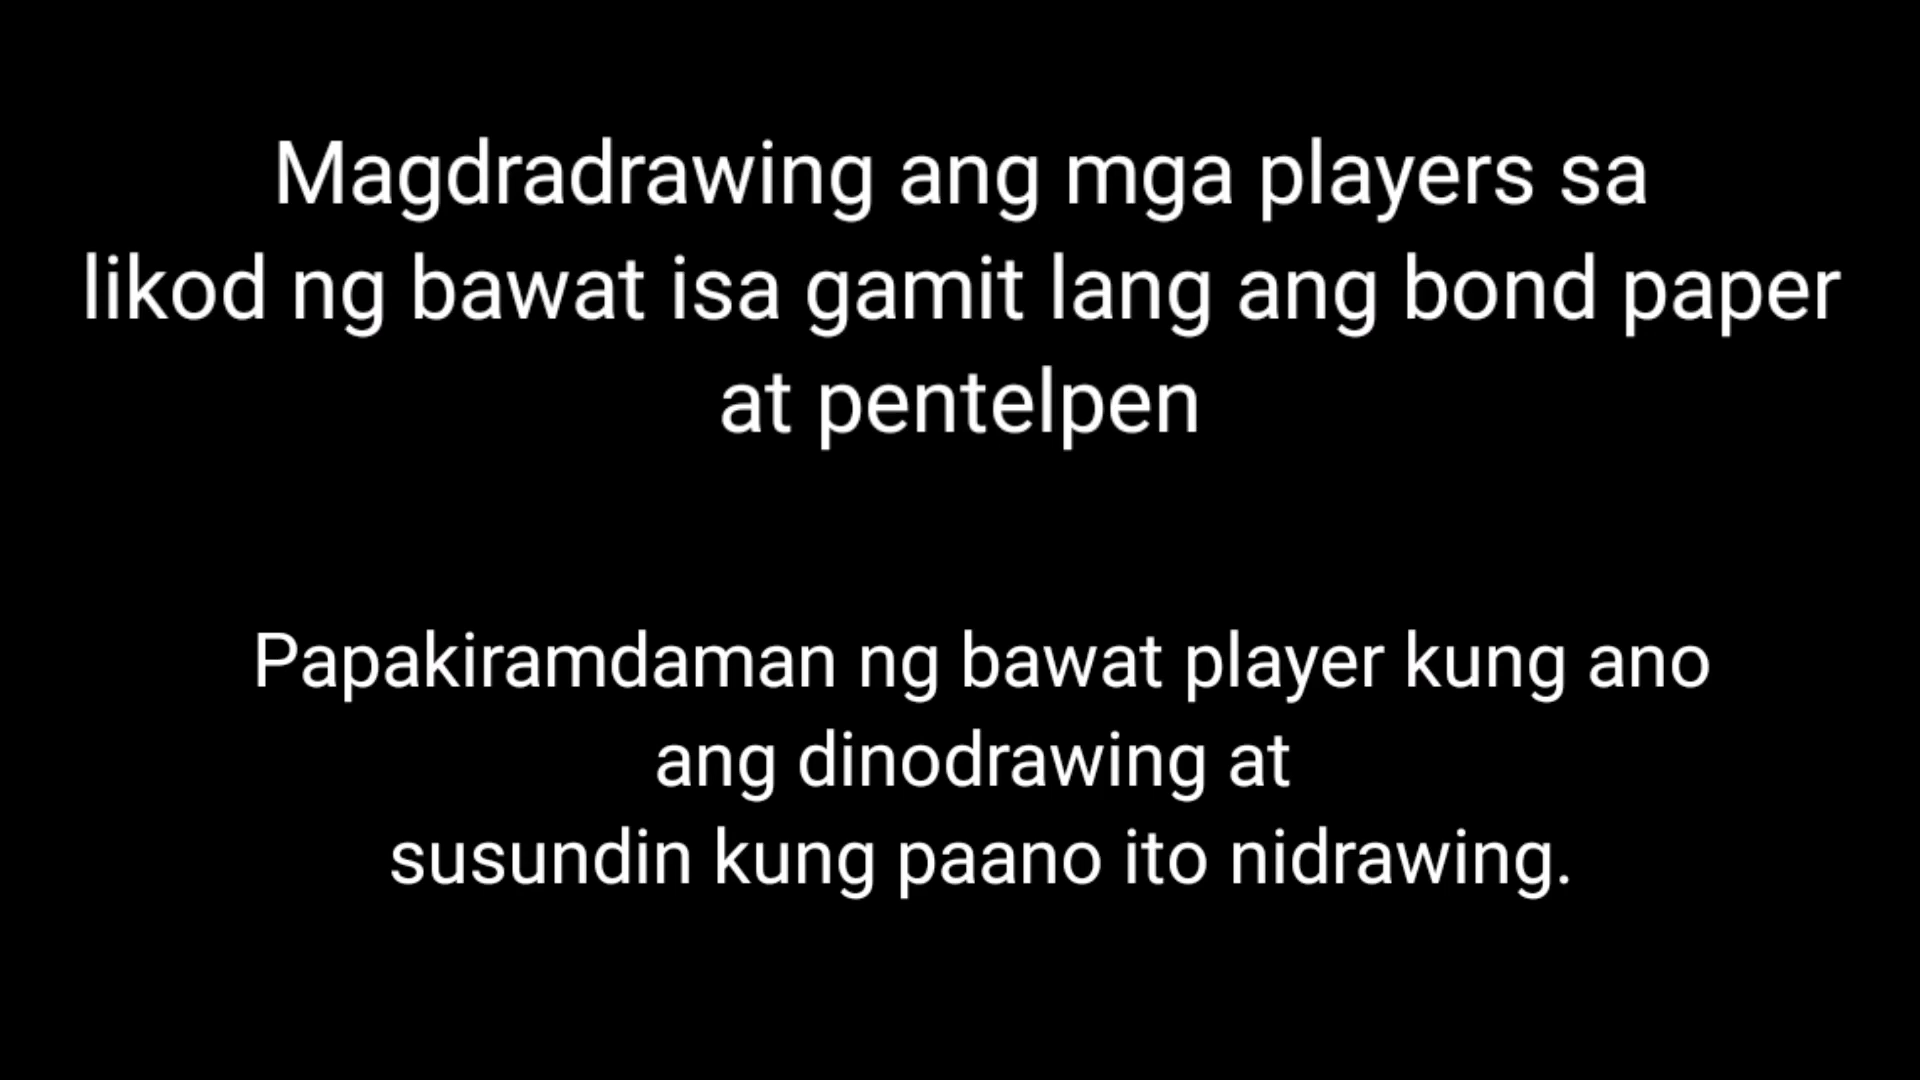 Magdradrawing ang mga players sa
likod ng bawat isa gamit lang ang bond paper
at pentelpen
Papakiramdaman ng bawat player kung ano
ang dinodrawing at
susundin kung paano ito nidrawing.